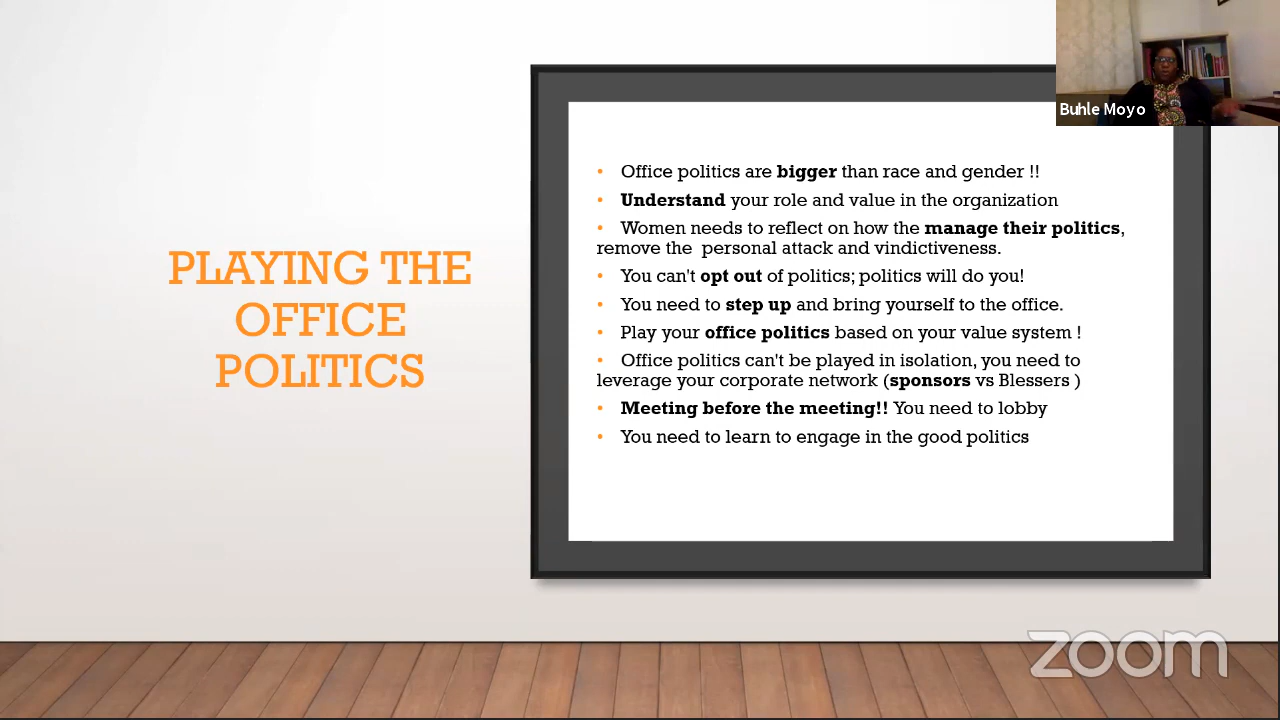 PLAYING THE
OFFICE
POLITICS
• Office politics are bigger than race and gender !!
• Understand your role and value in the organization
• Women needs to reflect on how the manage their politics,
remove the  personal attack and vindictiveness.
• You can't opt out of politics; politics will do you!
• You need to step up and bring yourself to the office.
• Play your office politics based on your value system !
• Office politics can't be played in isolation, you need to
leverage your corporate network (sponsors vs Blessers )
• Meeting before the meeting!! You need to lobby
• You need to learn to engage in the good politics
Buhle Moyo
zoom